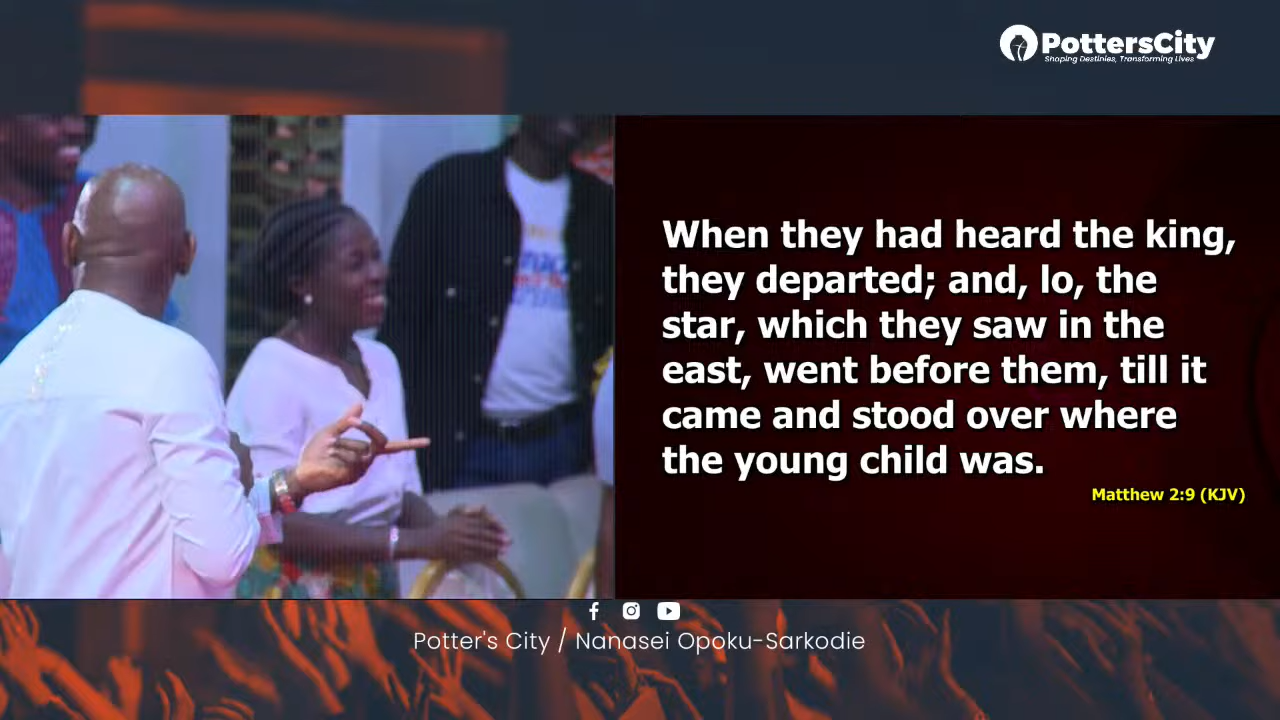 PottersCity
Shaping Destinies, Transforming Lives
When they had heard the king,
they departed; and, lo, the
star, which they saw in the
east, went before them, till it
came and stood over where
the young child was.
Matthew 2:9 (KJV)
Potter's City / Nanasei Opoku-Sarkodie